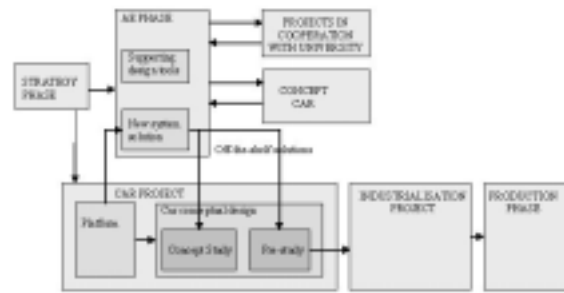 AE PHASE
PROJECTS IN
COOPERATION
WITH UNIVERSITY
Supporting
design tools
STRATEGY
PHASE
CONCEPT
CAR
New system
solution
Off the shelf solutions
CAR PROJECT
INDUSTRIALISATION
PROJECT
PRODUCTION
PHASE
Car conceptual design
Platform
Concept Study
Pre-study